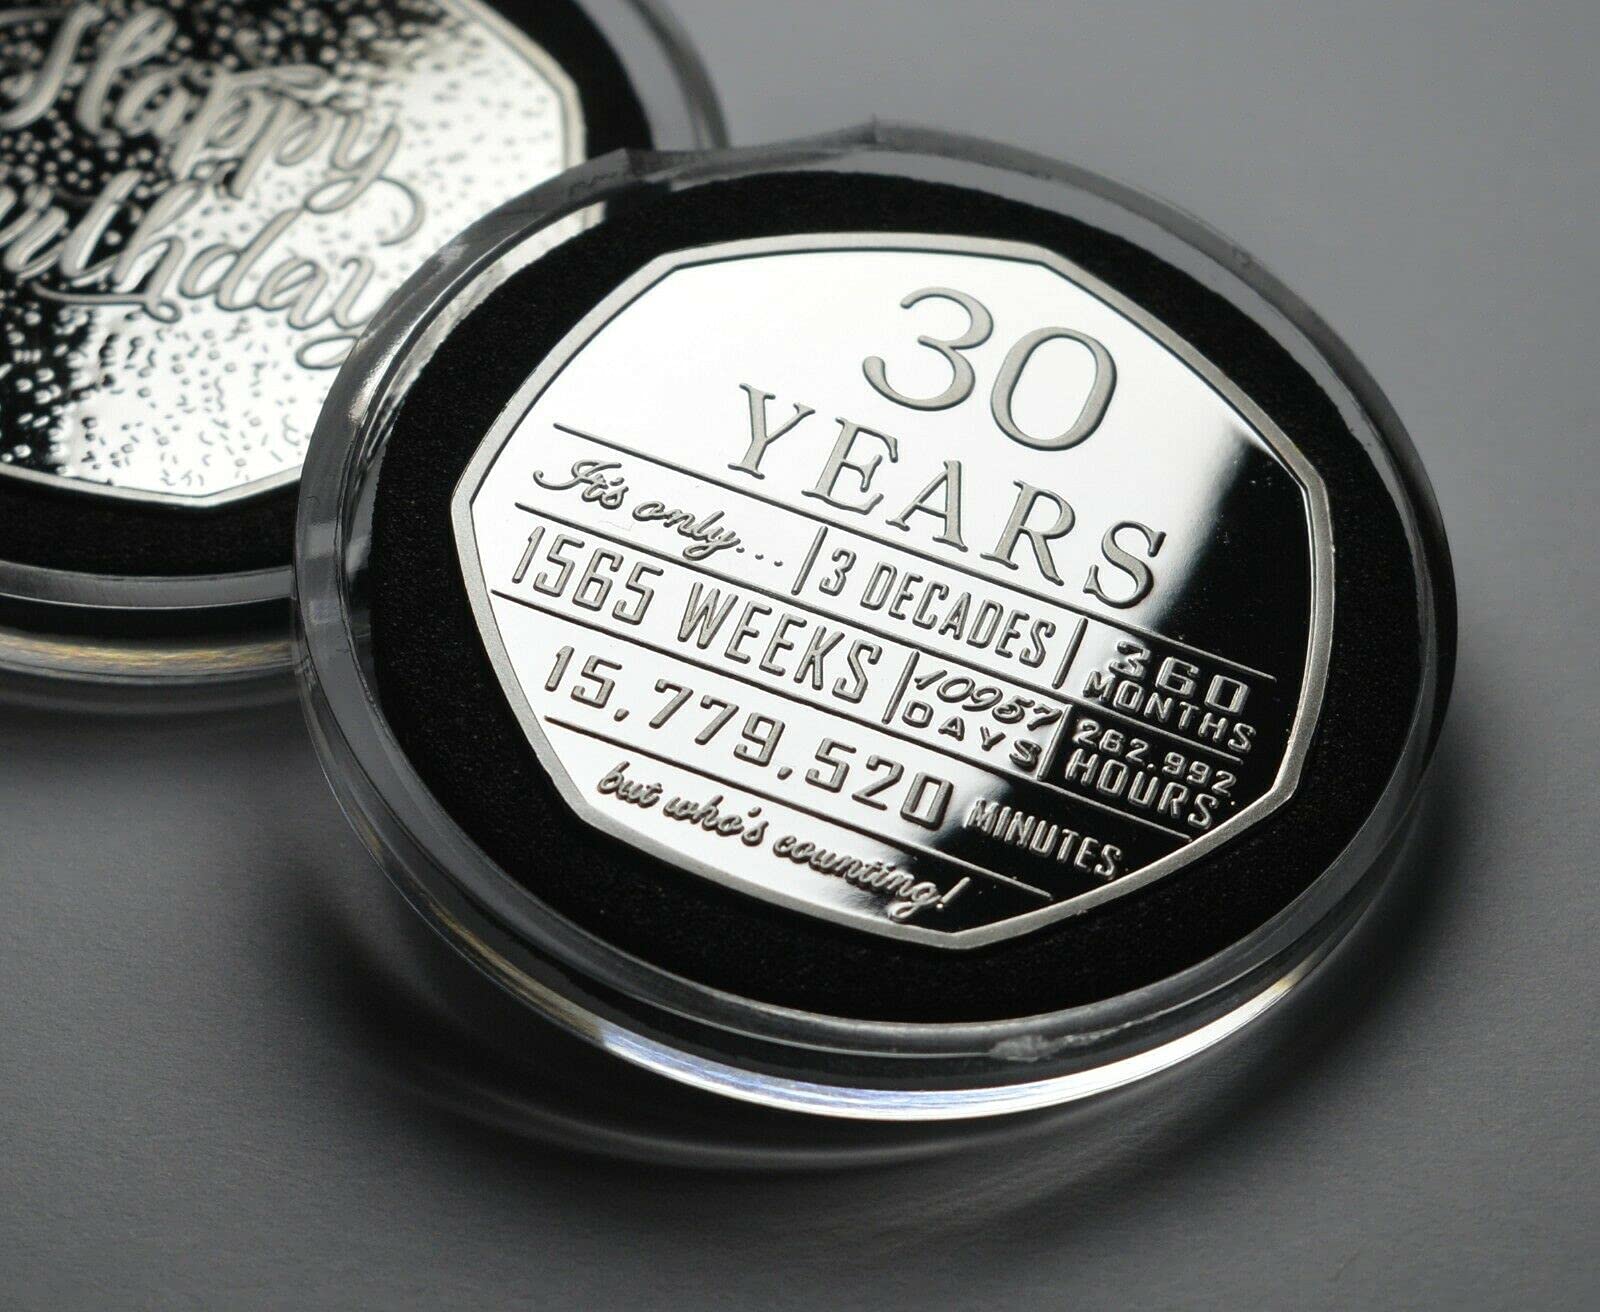 Happy
Birthday
30
YEARS
It's only... 3 DECADES 360 MONTHS
1565 WEEKS 10957 DAYS 262,992 HOURS
15,779,520 MINUTES
but who's counting!